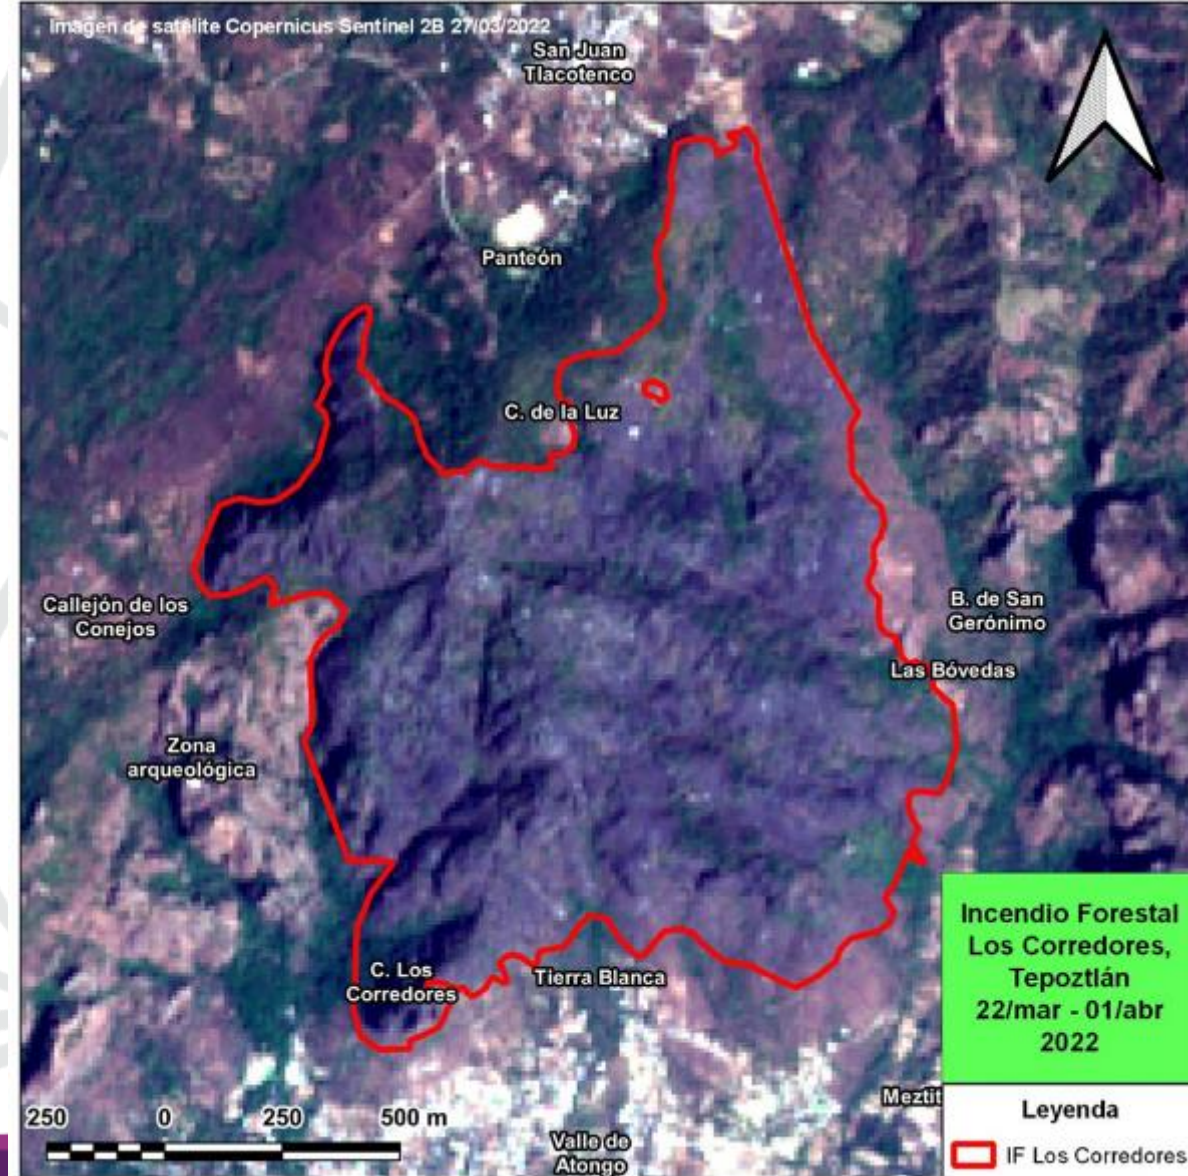 Imagen de satélite Copernicus Sentinel 2B 27/03/2022
San Juan
Tlacotenco
Panteón
C. de la Luz
Callejón de los
Conejos
B. de San
Gerónimo
Las Bóvedas
Zona
arqueológica
C. Los
Corredores
Tierra Blanca
Incendio Forestal
Los Corredores,
Tepoztlán
22/mar - 01/abr
2022
Meztit
Leyenda
IF Los Corredores
250 0 250 500 m
Valle de
Atongo